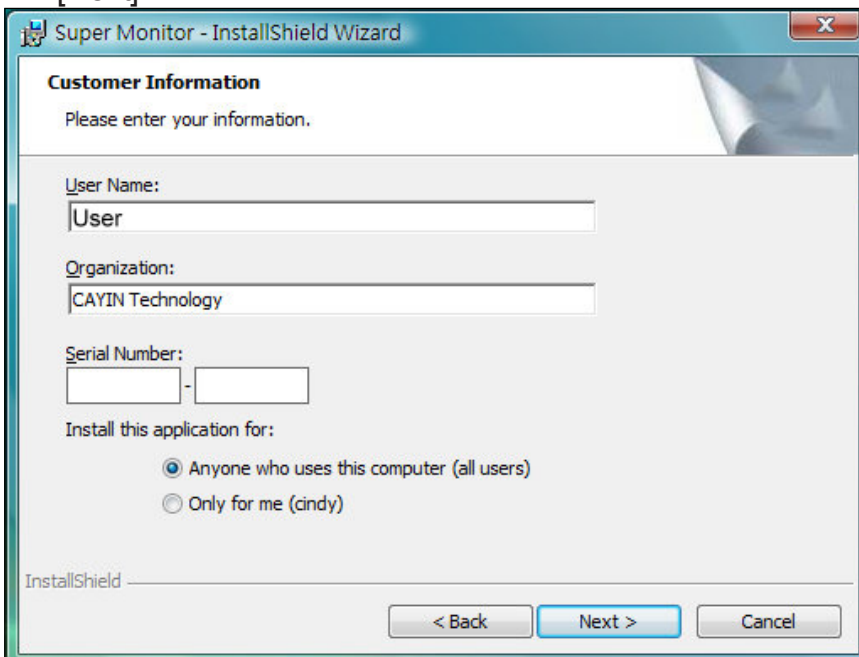 Super Monitor - InstallShield Wizard
X
Customer Information
Please enter your information.
User Name:
User
Organization:
CAYIN Technology
Serial Number:
-
Install this application for:
Anyone who uses this computer (all users)
Only for me (cindy)
InstallShield
< Back Next > Cancel